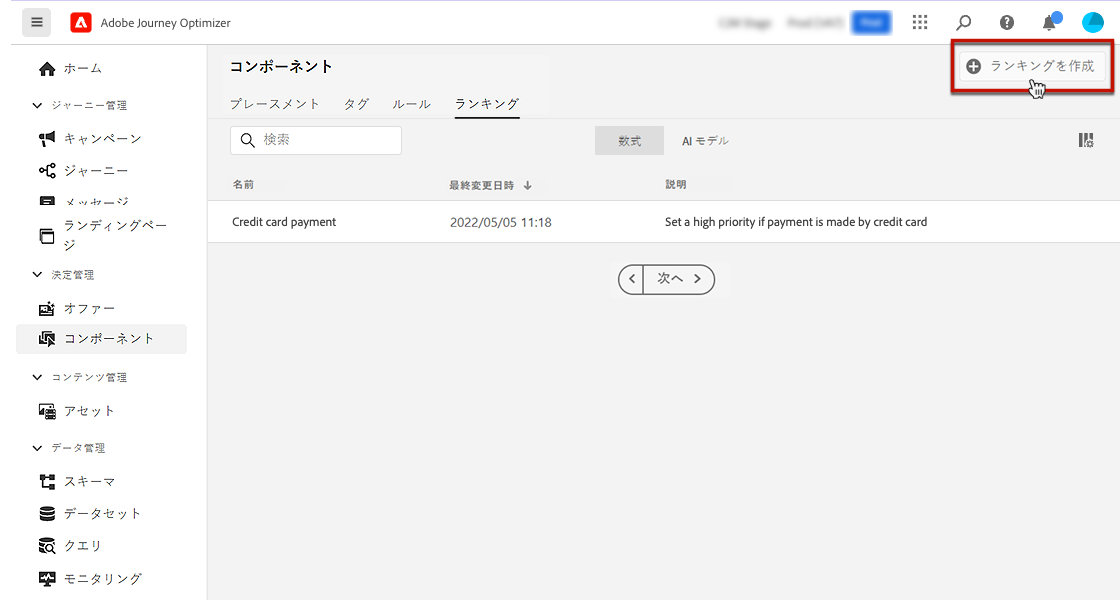 Adobe Journey Optimizer
ホーム
ジャーニー管理
キャンペーン
ジャーニー
メッセージ
ランディングペー
ジ
決定管理
オファー
コンポーネント
コンテンツ管理
アセット
データ管理
スキーマ
データセット
クエリ
モニタリング
コンポーネント
ランキングを作成
プレースメント タグ ルール ランキング
検索
数式 AI モデル
名前 最終変更日時 ↓ 説明
Credit card payment 2022/05/05 11:18 Set a high priority if payment is made by credit card
次へ